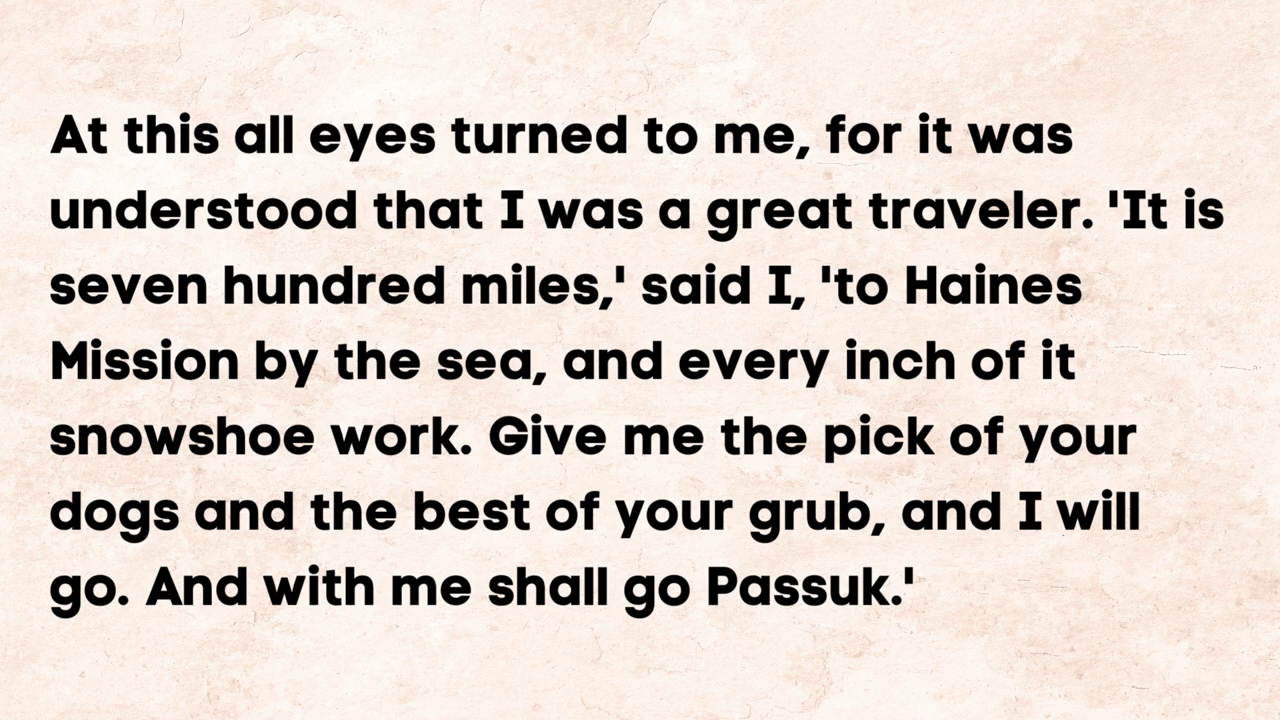 At this all eyes turned to me, for it was
understood that I was a great traveler. 'It is
seven hundred miles,' said I, 'to Haines
Mission by the sea, and every inch of it
snowshoe work. Give me the pick of your
dogs and the best of your grub, and I will
go. And with me shall go Passuk.'